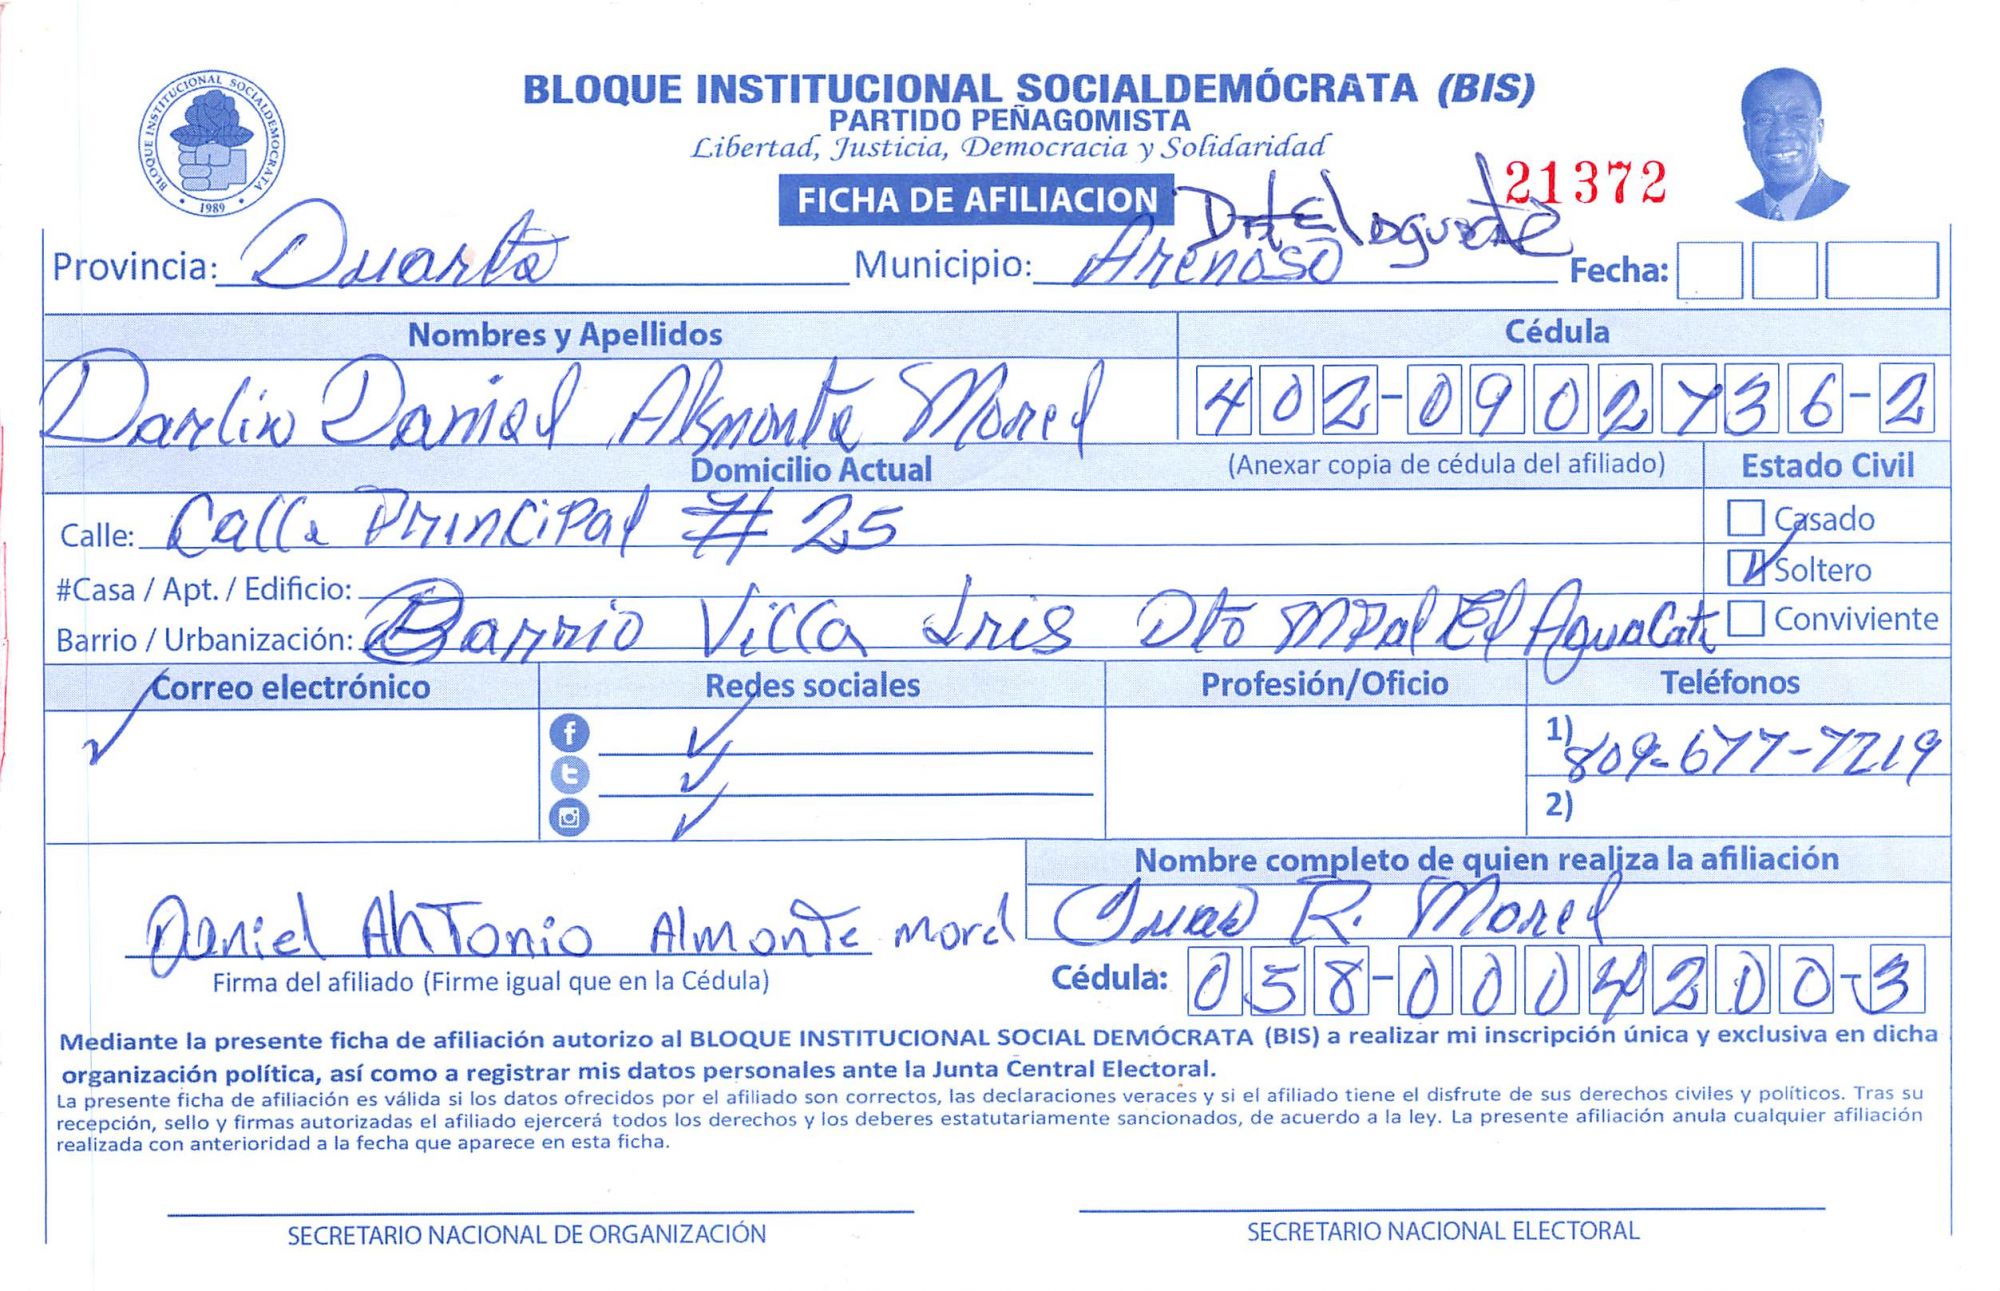 BLOQUE INSTITUCIONAL SOCIALDEMÓCRATA (BIS)
PARTIDO PEÑAGOMISTA
Libertad, Justicia, Democracia y Solidaridad
BLOQUE INSTITUCIONAL SOCIALDEMOCRATA
• 1989 •
21372
FICHA DE AFILIACION
Dst El aguacate
Provincia: Duarte Municipio: Arenoso Fecha:
Nombres y Apellidos Cédula
Darlin Daniel Almonte Morel 402-0902736-2
Domicilio Actual (Anexar copia de cédula del afiliado) Estado Civil
Calle: Calle Principal # 25 Casado
#Casa / Apt. / Edificio: Soltero
Barrio / Urbanización: Barrio Villa Iris Dto MPal El Aguacate Conviviente
Correo electrónico Redes sociales Profesión/Oficio Teléfonos
1) 809-677-7219
2)
Nombre completo de quien realiza la afiliación
Daniel Antonio Almonte Morel Juan R. Morel
Firma del afiliado (Firme igual que en la Cédula) Cédula: 058-0004200-3
Mediante la presente ficha de afiliación autorizo al BLOQUE INSTITUCIONAL SOCIAL DEMÓCRATA (BIS) a realizar mi inscripción única y exclusiva en dicha
organización política, así como a registrar mis datos personales ante la Junta Central Electoral.
La presente ficha de afiliación es válida si los datos ofrecidos por el afiliado son correctos, las declaraciones veraces y si el afiliado tiene el disfrute de sus derechos civiles y políticos. Tras su
recepción, sello y firmas autorizadas el afiliado ejercerá todos los derechos y los deberes estatutariamente sancionados, de acuerdo a la ley. La presente afiliación anula cualquier afiliación
realizada con anterioridad a la fecha que aparece en esta ficha.
SECRETARIO NACIONAL DE ORGANIZACIÓN SECRETARIO NACIONAL ELECTORAL